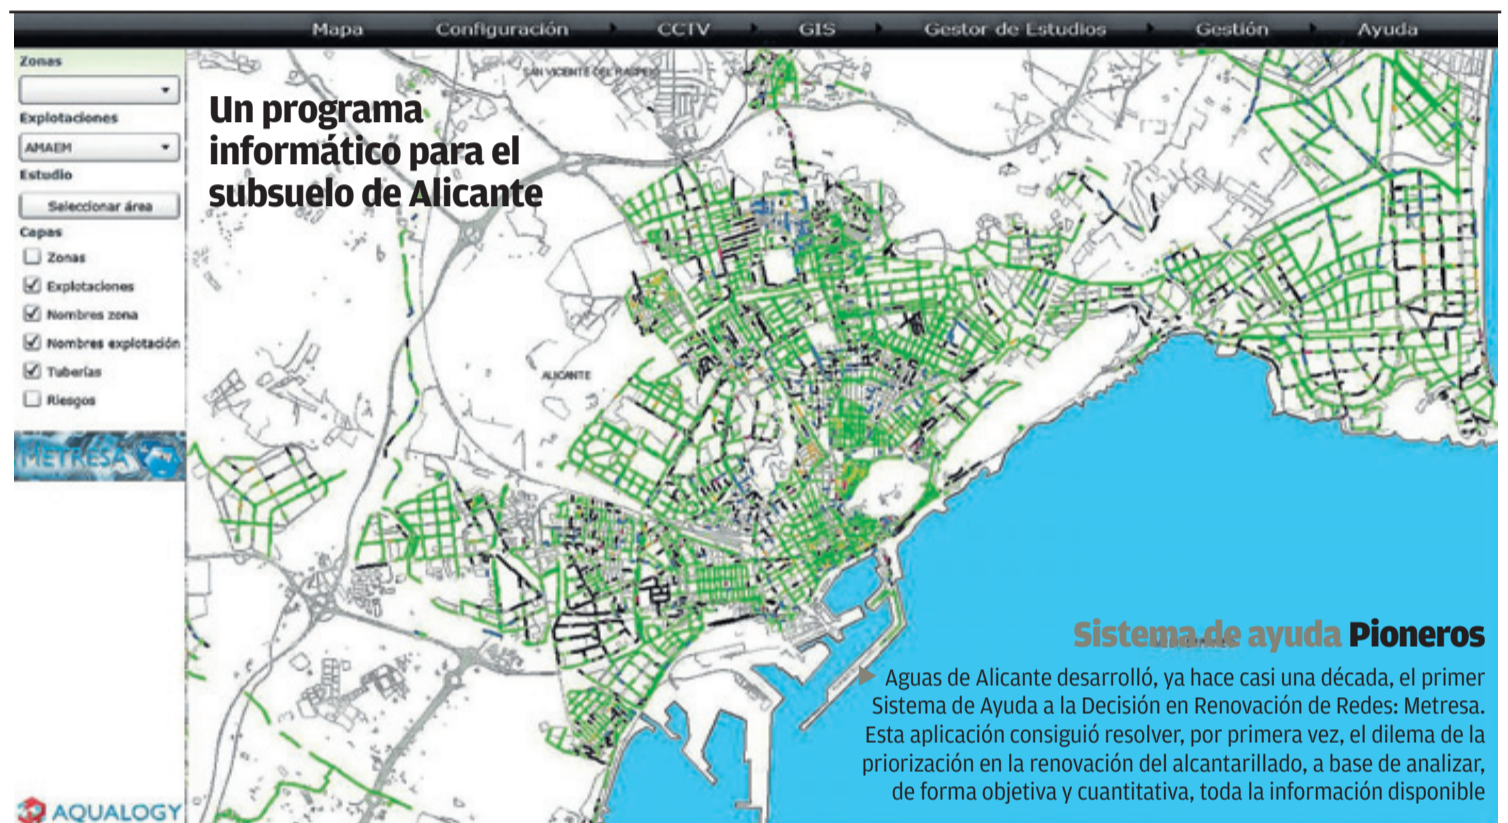 Mapa Configuración CCTV GIS Gestor de Estudios Gestión Ayuda
Zonas
Explotaciones
AMAEM
Estudio
Seleccionar área
Capas
Zonas
Explotaciones
Nombres zona
Nombres explotación
Tuberías
Riesgos
METRESA
AQUALOGY
SAN VICENTE DEL RASPEIG
Un programa
informático para el
subsuelo de Alicante
ALICANTE
Sistema de ayuda Pioneros
Aguas de Alicante desarrolló, ya hace casi una década, el primer
Sistema de Ayuda a la Decisión en Renovación de Redes: Metresa.
Esta aplicación consiguió resolver, por primera vez, el dilema de la
priorización en la renovación del alcantarillado, a base de analizar,
de forma objetiva y cuantitativa, toda la información disponible